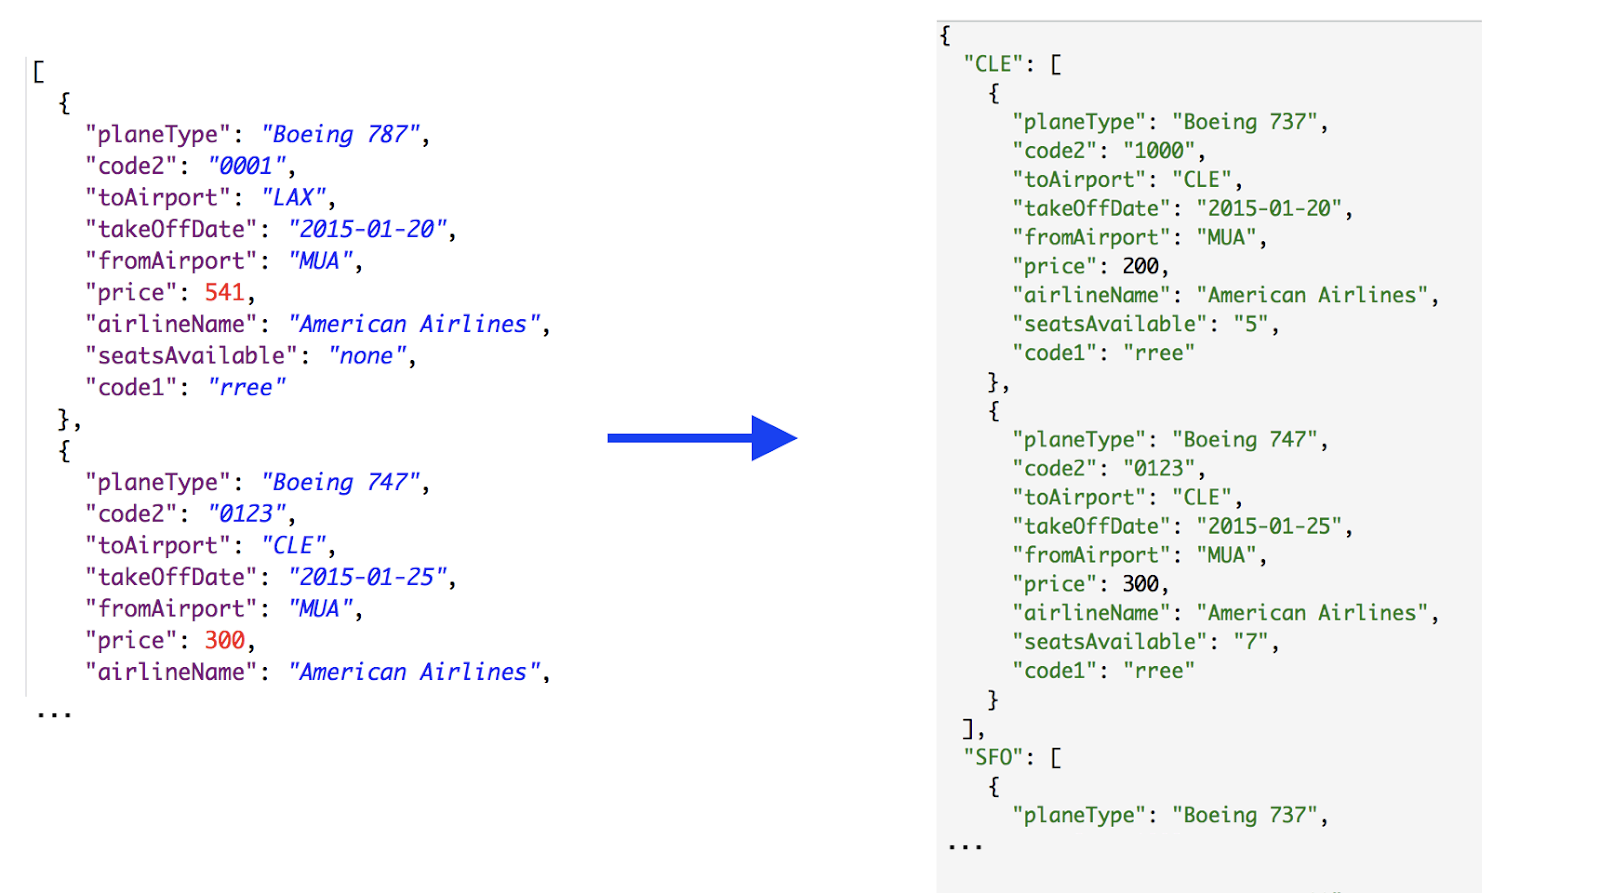 [
  {
    "planeType": "Boeing 787",
    "code2": "0001",
    "toAirport": "LAX",
    "takeOffDate": "2015-01-20",
    "fromAirport": "MUA",
    "price": 541,
    "airlineName": "American Airlines",
    "seatsAvailable": "none",
    "code1": "rree"
  },
  {
    "planeType": "Boeing 747",
    "code2": "0123",
    "toAirport": "CLE",
    "takeOffDate": "2015-01-25",
    "fromAirport": "MUA",
    "price": 300,
    "airlineName": "American Airlines",
...
{
  "CLE": [
    {
      "planeType": "Boeing 737",
      "code2": "1000",
      "toAirport": "CLE",
      "takeOffDate": "2015-01-20",
      "fromAirport": "MUA",
      "price": 200,
      "airlineName": "American Airlines",
      "seatsAvailable": "5",
      "code1": "rree"
    },
    {
      "planeType": "Boeing 747",
      "code2": "0123",
      "toAirport": "CLE",
      "takeOffDate": "2015-01-25",
      "fromAirport": "MUA",
      "price": 300,
      "airlineName": "American Airlines",
      "seatsAvailable": "7",
      "code1": "rree"
    }
  ],
  "SFO": [
    {
      "planeType": "Boeing 737",
...